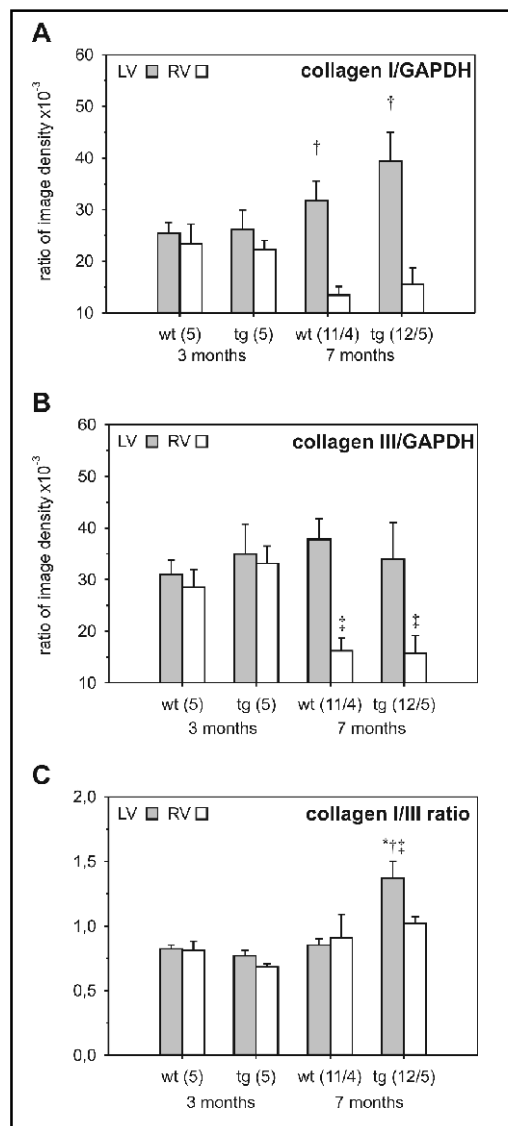 A
LV RV collagen I/GAPDH
ratio of image density x10⁻³
60
50
40
30
20
10
† †
wt (5) tg (5) wt (11/4) tg (12/5)
3 months 7 months
B
LV RV collagen III/GAPDH
ratio of image density x10⁻³
60
50
40
30
20
10
‡ ‡
wt (5) tg (5) wt (11/4) tg (12/5)
3 months 7 months
C
LV RV collagen I/III ratio
2,0
1,5
1,0
0,5
0,0
*†‡
wt (5) tg (5) wt (11/4) tg (12/5)
3 months 7 months